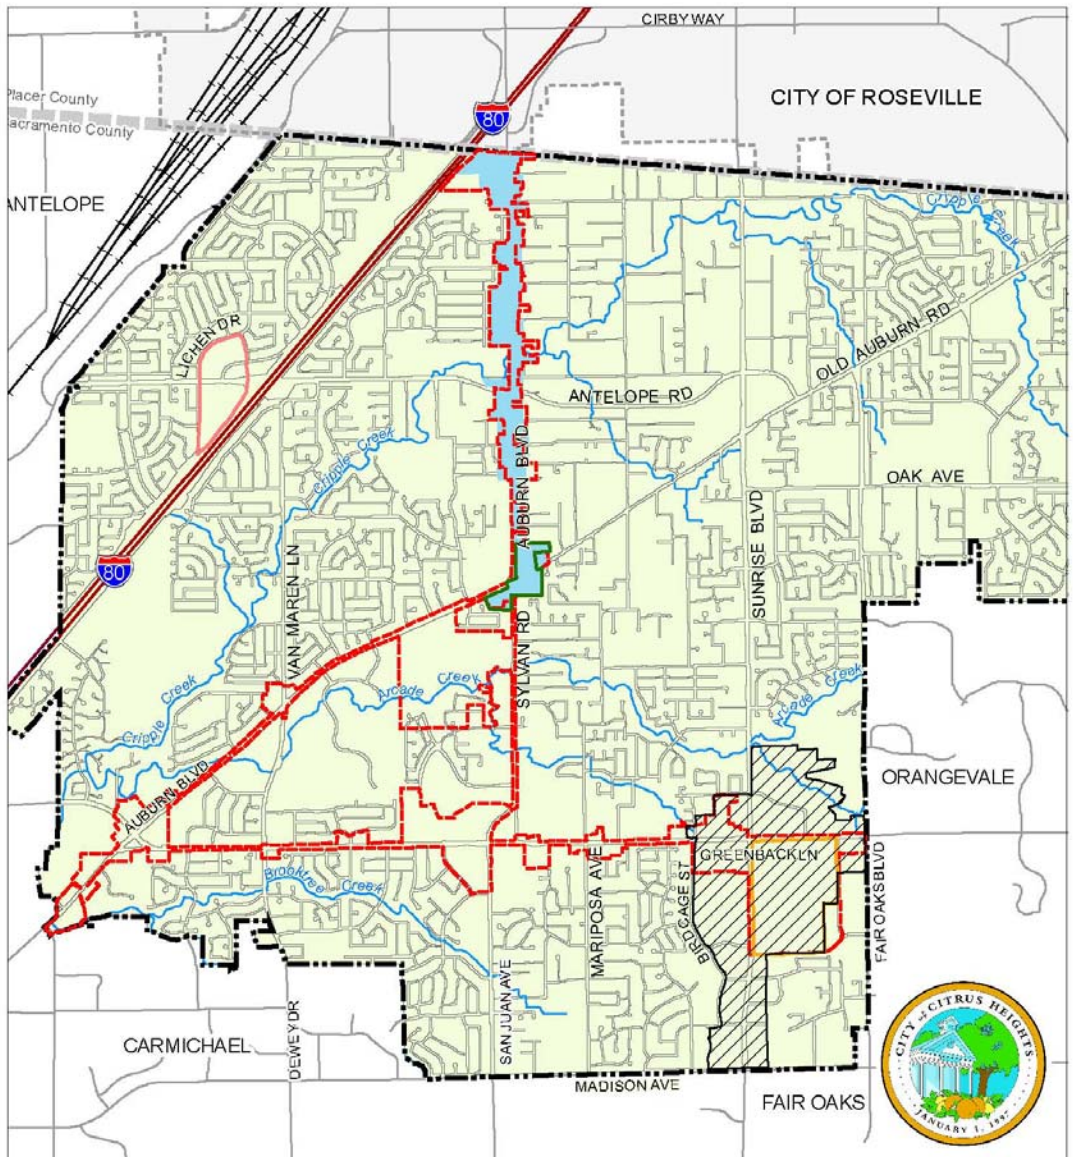 CIRBY WAY
Placer County
CITY OF ROSEVILLE
80
Sacramento County
ANTELOPE
Cripple Creek
LICHEN DR
OLD AUBURN RD
ANTELOPE RD
Cripple Creek
AUBURN BLVD
OAK AVE
SUNRISE BLVD
80
VAN MAREN LN
SYLVAN RD
Arcade Creek
Cripple Creek
Arcade Creek
ORANGEVALE
AUBURN BLVD
GREENBACK LN
Brooktree Creek
MARIPOSA AVE
BIRDCAGE ST
FAIR OAKS BLVD
SAN JUAN AVE
DEWEY DR
CARMICHAEL
MADISON AVE
FAIR OAKS
CITY of CITRUS HEIGHTS
JANUARY 1, 1997